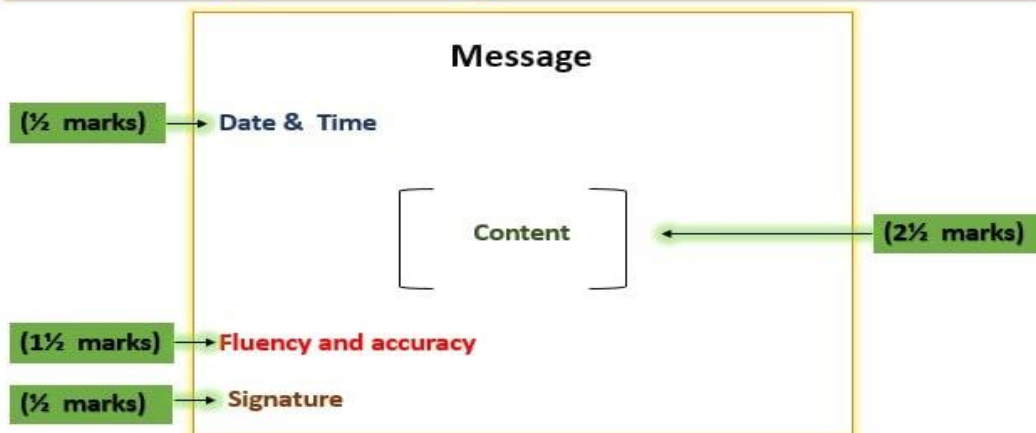 Message
(½ marks) Date & Time
Content (2½ marks)
(1½ marks) Fluency and accuracy
(½ marks) Signature